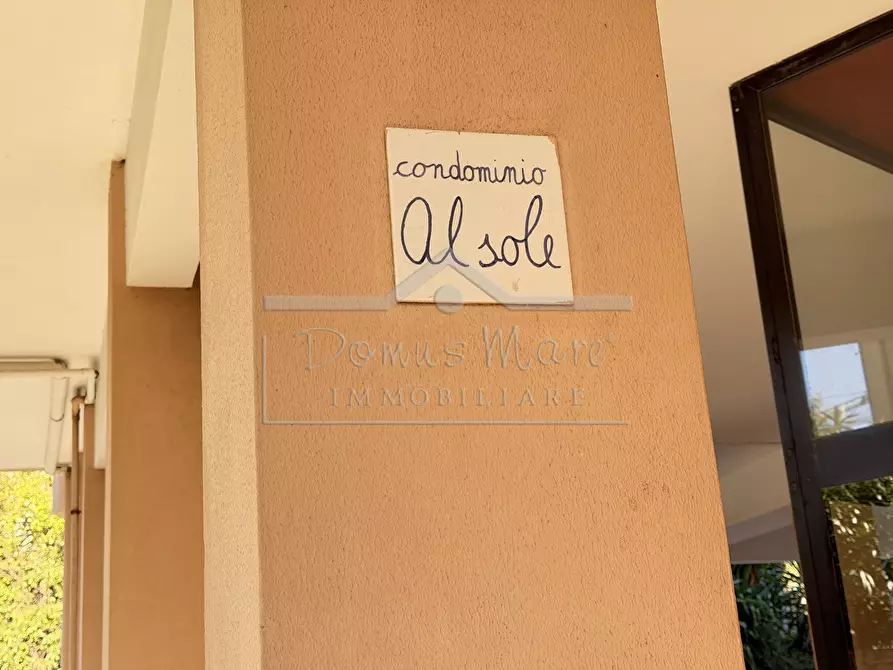 condominio
Al sole
Domus Mare
IMMOBILIARE